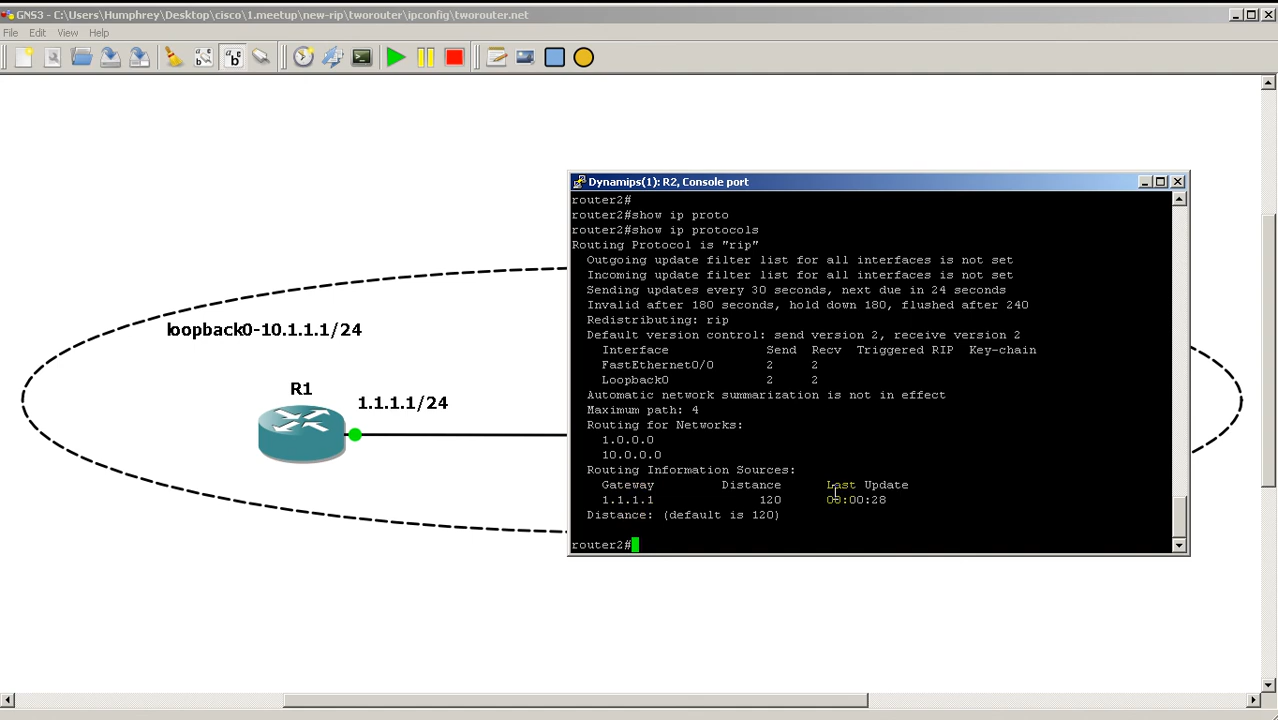 GNS3 - C:\Users\Humphrey\Desktop\cisco\1.meetup\new-rip\tworouter\ipconfig\tworouter.net
File Edit View Help
loopback0-10.1.1.1/24
R1
1.1.1.1/24
Dynamips(1): R2, Console port
router2#
router2#show ip proto
router2#show ip protocols
Routing Protocol is "rip"
Outgoing update filter list for all interfaces is not set
Incoming update filter list for all interfaces is not set
Sending updates every 30 seconds, next due in 24 seconds
Invalid after 180 seconds, hold down 180, flushed after 240
Redistributing: rip
Default version control: send version 2, receive version 2
Interface Send Recv Triggered RIP Key-chain
FastEthernet0/0 2 2
Loopback0 2 2
Automatic network summarization is not in effect
Maximum path: 4
Routing for Networks:
1.0.0.0
10.0.0.0
Routing Information Sources:
Gateway Distance Last Update
1.1.1.1 120 00:00:28
Distance: (default is 120)
router2#